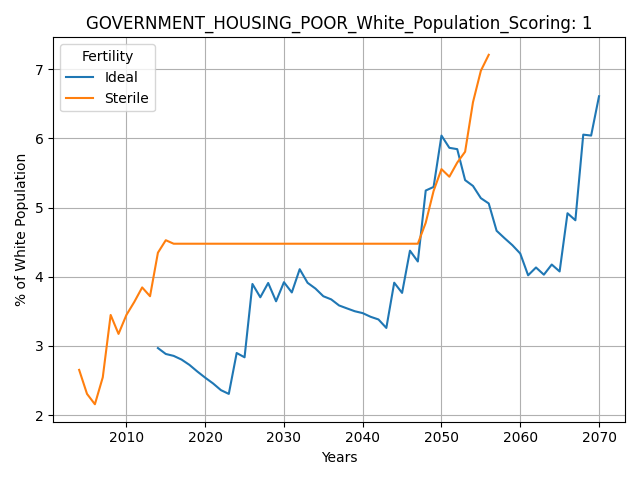 GOVERNMENT_HOUSING_POOR_White_Population_Scoring: 1
Fertility
Ideal
Sterile
% of White Population
7
6
5
4
3
2
2010 2020 2030 2040 2050 2060 2070
Years